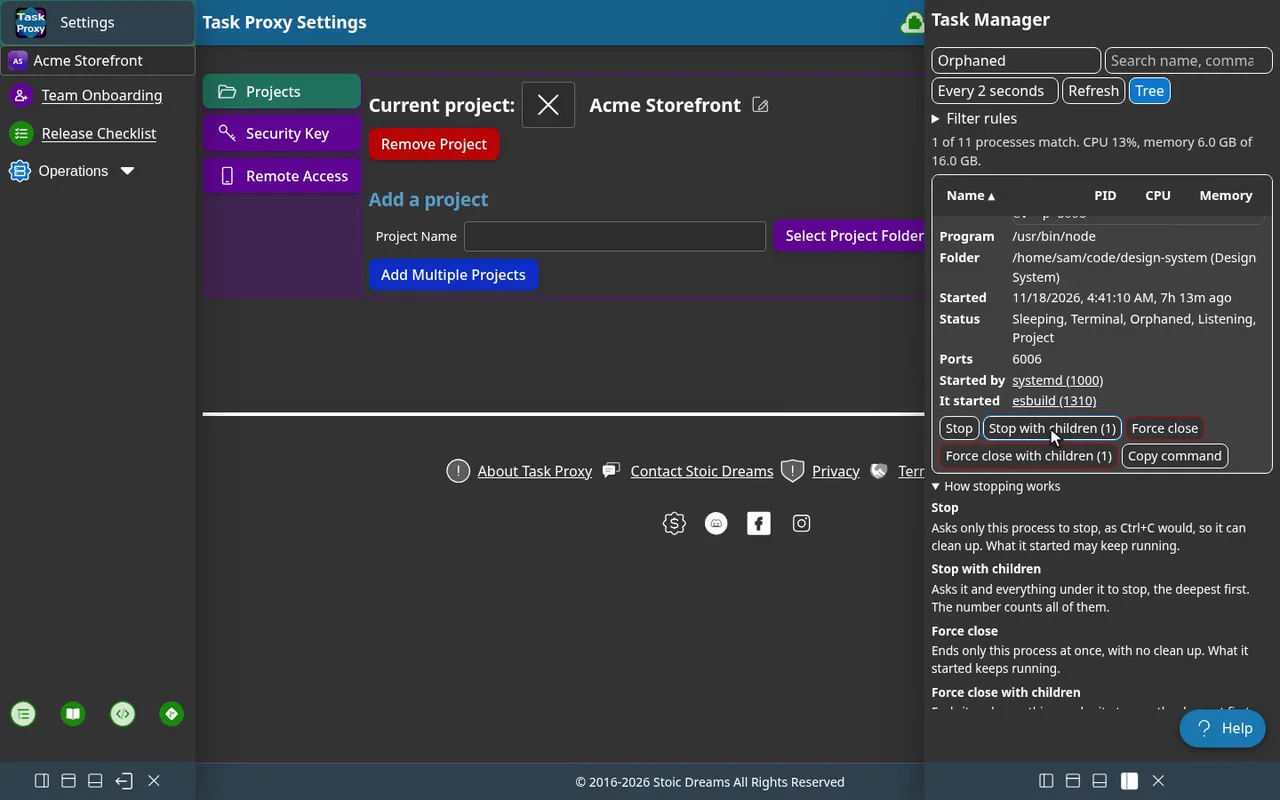 Task Proxy
Settings
AS Acme Storefront
Team Onboarding
Release Checklist
Operations
Task Proxy Settings
Projects
Security Key
Remote Access
Current project:
Acme Storefront
Remove Project
Add a project
Project Name
Select Project Folder
Add Multiple Projects
About Task Proxy
Contact Stoic Dreams
Privacy
Terr
© 2016-2026 Stoic Dreams All Rights Reserved
Task Manager
Orphaned
Search name, comma
Every 2 seconds
Refresh
Tree
▶ Filter rules
1 of 11 processes match. CPU 13%, memory 6.0 GB of
16.0 GB.
Name ▲ PID CPU Memory
Program /usr/bin/node
Folder /home/sam/code/design-system (Design
System)
Started 11/18/2026, 4:41:10 AM, 7h 13m ago
Status Sleeping, Terminal, Orphaned, Listening,
Project
Ports 6006
Started by systemd (1000)
It started esbuild (1310)
Stop Stop with children (1) Force close
Force close with children (1) Copy command
▼ How stopping works
Stop
Asks only this process to stop, as Ctrl+C would, so it can
clean up. What it started may keep running.
Stop with children
Asks it and everything under it to stop, the deepest first.
The number counts all of them.
Force close
Ends only this process at once, with no clean up. What it
started keeps running.
Force close with children
Help